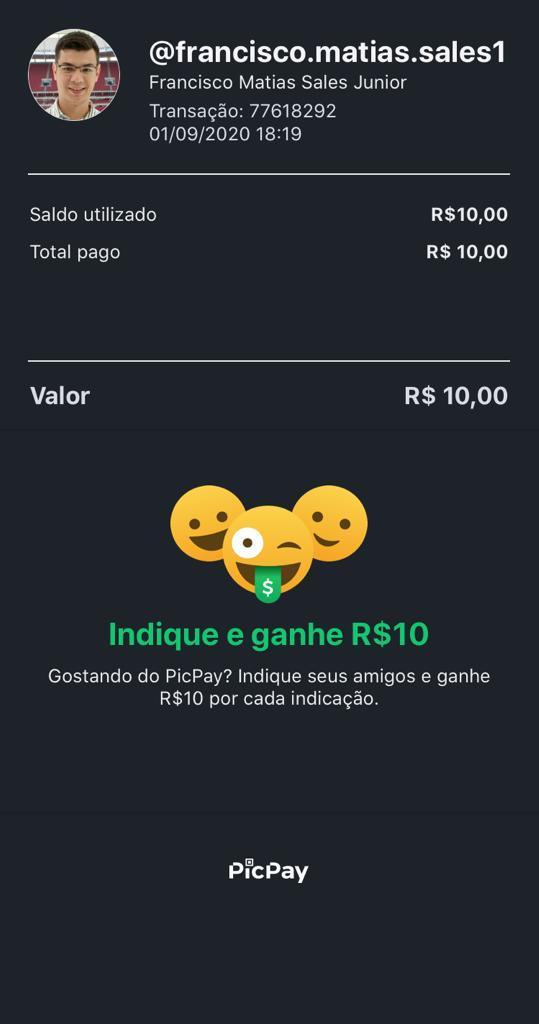 @francisco.matias.sales1
Francisco Matias Sales Junior
Transação: 77618292
01/09/2020 18:19
Saldo utilizado R$10,00
Total pago R$ 10,00
Valor R$ 10,00
$
Indique e ganhe R$10
Gostando do PicPay? Indique seus amigos e ganhe
R$10 por cada indicação.
PicPay